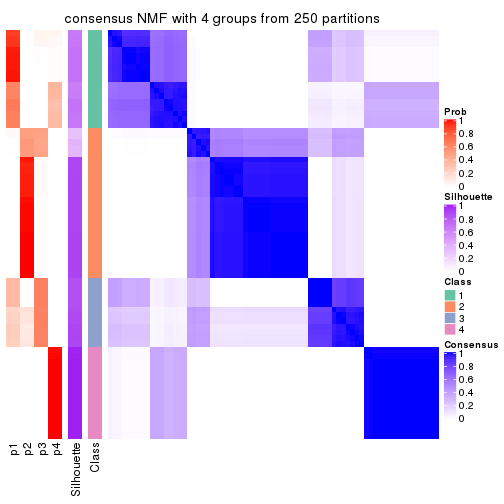 consensus NMF with 4 groups from 250 partitions
Prob
1
0.8
0.6
0.4
0.2
0
Silhouette
1
0.8
0.6
0.4
0.2
0
Class
1
2
3
4
Consensus
1
0.8
0.6
0.4
0.2
0
p1
p2
p3
p4
Silhouette
Class